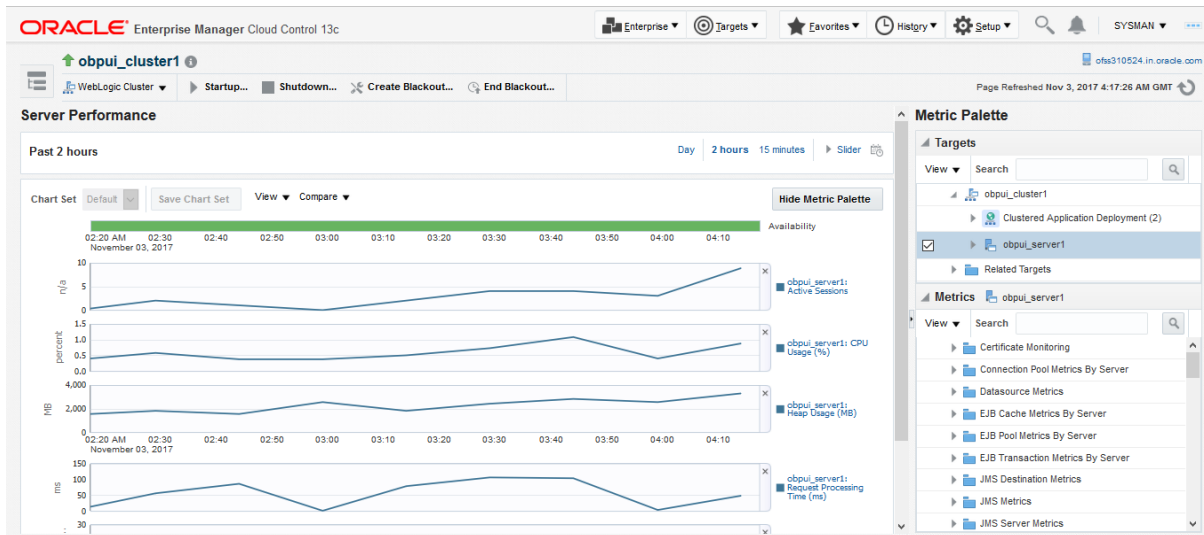 ORACLE Enterprise Manager Cloud Control 13c
Enterprise Targets Favorites History Setup SYSMAN
obpui_cluster1
ofss310524.in.oracle.com
WebLogic Cluster Startup... Shutdown... Create Blackout... End Blackout...
Page Refreshed Nov 3, 2017 4:17:26 AM GMT
Server Performance
Past 2 hours
Day 2 hours 15 minutes Slider
Chart Set Default Save Chart Set View Compare Hide Metric Palette
Availability
02:20 AM 02:30 02:40 02:50 03:00 03:10 03:20 03:30 03:40 03:50 04:00 04:10
November 03, 2017
10
5
0
n/a
obpui_server1:
Active Sessions
1.5
1.0
0.5
0.0
percent
obpui_server1: CPU
Usage (%)
4,000
2,000
0
MB
obpui_server1:
Heap Usage (MB)
02:20 AM 02:30 02:40 02:50 03:00 03:10 03:20 03:30 03:40 03:50 04:00 04:10
November 03, 2017
150
100
50
0
ms
obpui_server1:
Request Processing
Time (ms)
30
Metric Palette
Targets
View Search
obpui_cluster1
Clustered Application Deployment (2)
obpui_server1
Related Targets
Metrics obpui_server1
View Search
Certificate Monitoring
Connection Pool Metrics By Server
Datasource Metrics
EJB Cache Metrics By Server
EJB Pool Metrics By Server
EJB Transaction Metrics By Server
JMS Destination Metrics
JMS Metrics
JMS Server Metrics